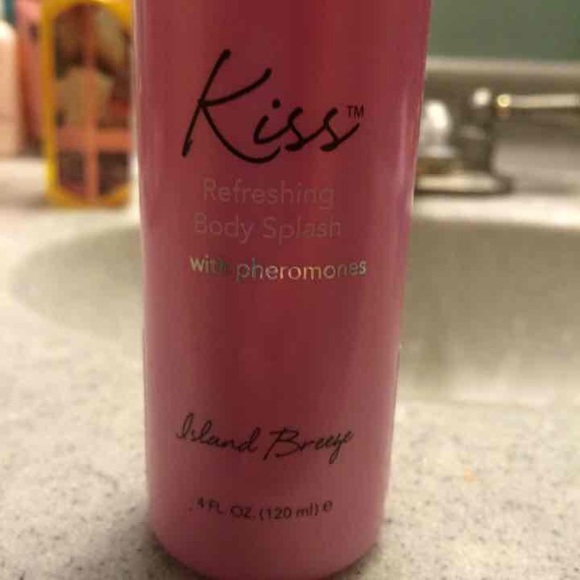 Kiss™
Refreshing
Body Splash
with pheromones
Island Breeze
4 FL. OZ. (120 ml) e